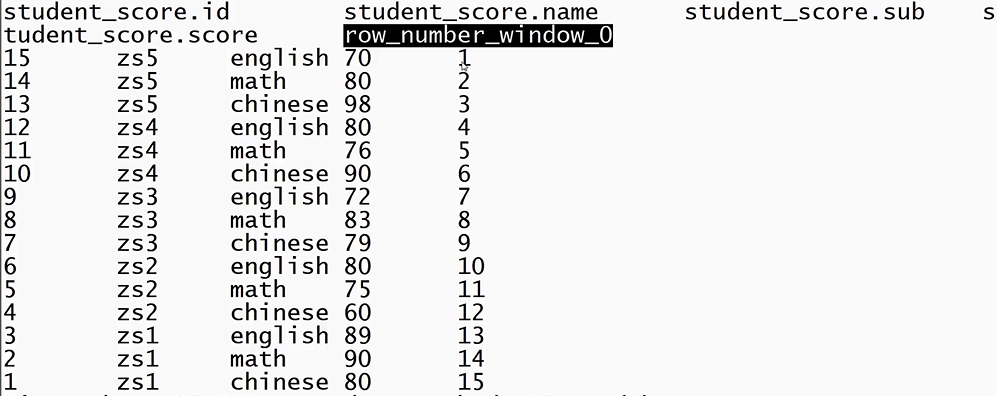 student_score.id student_score.name student_score.sub s
tudent_score.score row_number_window_0
15 zs5 english 70 1
14 zs5 math 80 2
13 zs5 chinese 98 3
12 zs4 english 80 4
11 zs4 math 76 5
10 zs4 chinese 90 6
9 zs3 english 72 7
8 zs3 math 83 8
7 zs3 chinese 79 9
6 zs2 english 80 10
5 zs2 math 75 11
4 zs2 chinese 60 12
3 zs1 english 89 13
2 zs1 math 90 14
1 zs1 chinese 80 15